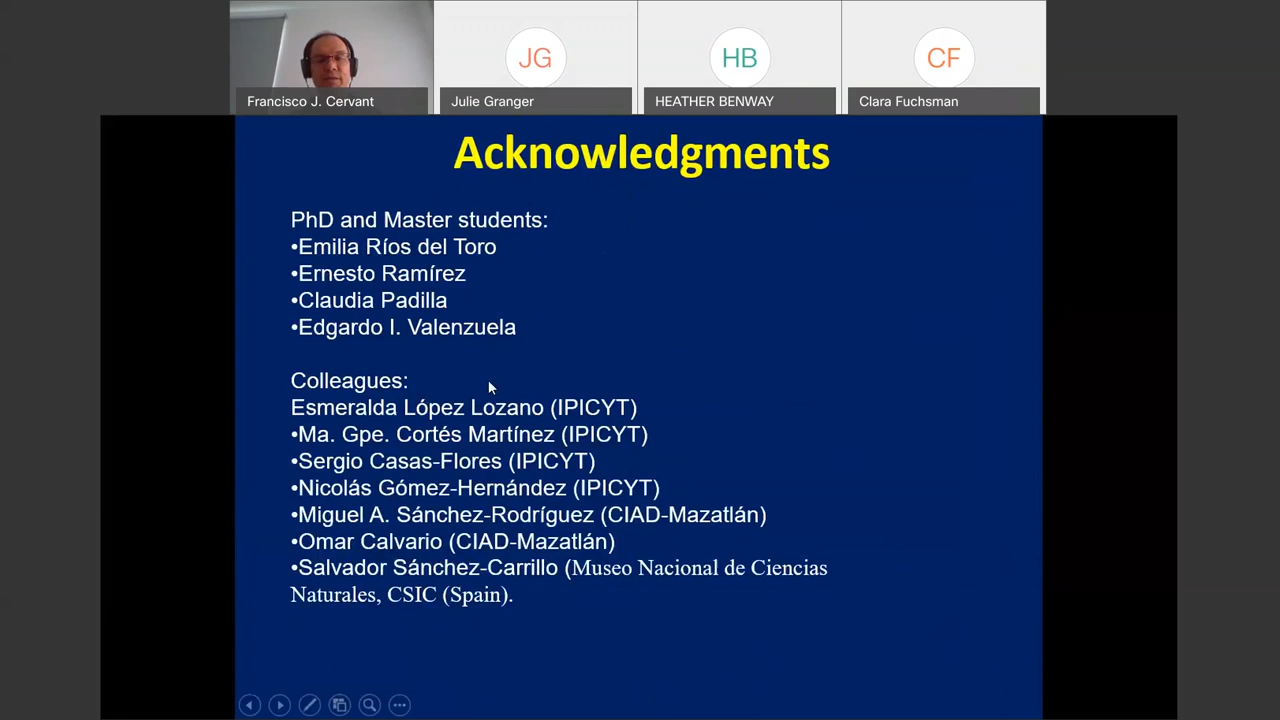 JG
HB
CF
Francisco J. Cervant
Julie Granger
HEATHER BENWAY
Clara Fuchsman
Acknowledgments
PhD and Master students:
•Emilia Ríos del Toro
•Ernesto Ramírez
•Claudia Padilla
•Edgardo I. Valenzuela
Colleagues:
Esmeralda López Lozano (IPICYT)
•Ma. Gpe. Cortés Martínez (IPICYT)
•Sergio Casas-Flores (IPICYT)
•Nicolás Gómez-Hernández (IPICYT)
•Miguel A. Sánchez-Rodríguez (CIAD-Mazatlán)
•Omar Calvario (CIAD-Mazatlán)
•Salvador Sánchez-Carrillo (Museo Nacional de Ciencias
Naturales, CSIC (Spain).